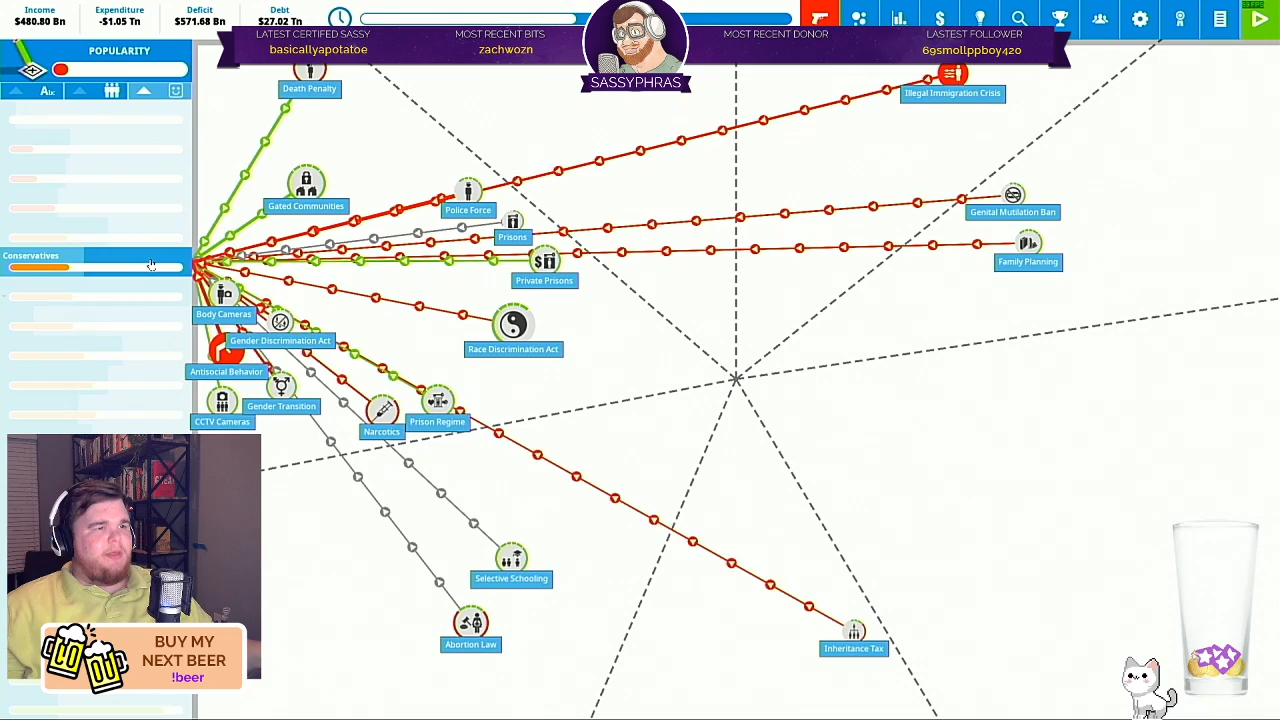 Income
$480.80 Bn
Expenditure
-$1.05 Tn
Deficit
$571.68 Bn
Debt
$27.02 Tn
LATEST CERTIFIED SASSY
basicallyapotatoe
MOST RECENT BITS
zachwozn
MOST RECENT DONOR
LASTEST FOLLOWER
69smollppboy420
SASSYPHRAS
POPULARITY
Death Penalty
Illegal Immigration Crisis
Gated Communities
Police Force
Genital Mutilation Ban
Prisons
Conservatives
Family Planning
Private Prisons
Body Cameras
Gender Discrimination Act
Race Discrimination Act
Antisocial Behavior
Gender Transition
CCTV Cameras
Prison Regime
Narcotics
Selective Schooling
Abortion Law
Inheritance Tax
BUY MY
NEXT BEER
!beer